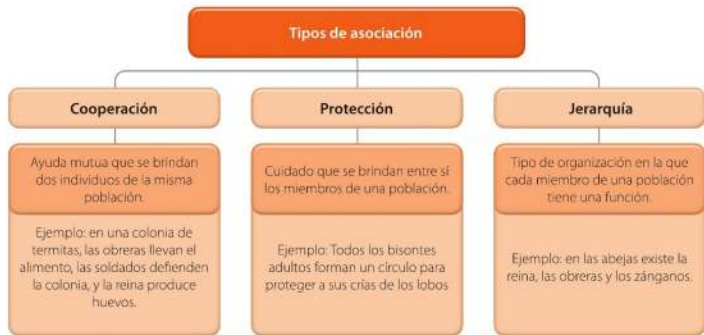 Tipos de asociación
Cooperación
Ayuda mutua que se brindan
dos individuos de la misma
población.
Ejemplo: en una colonia de
termitas, las obreras llevan el
alimento, las soldados defienden
la colonia, y la reina produce
huevos.
Protección
Cuidado que se brindan entre sí
los miembros de una población.
Ejemplo: Todos los bisontes
adultos forman un círculo para
proteger a sus crías de los lobos
Jerarquía
Tipo de organización en la que
cada miembro de una población
tiene una función.
Ejemplo: en las abejas existe la
reina, las obreras y los zánganos.